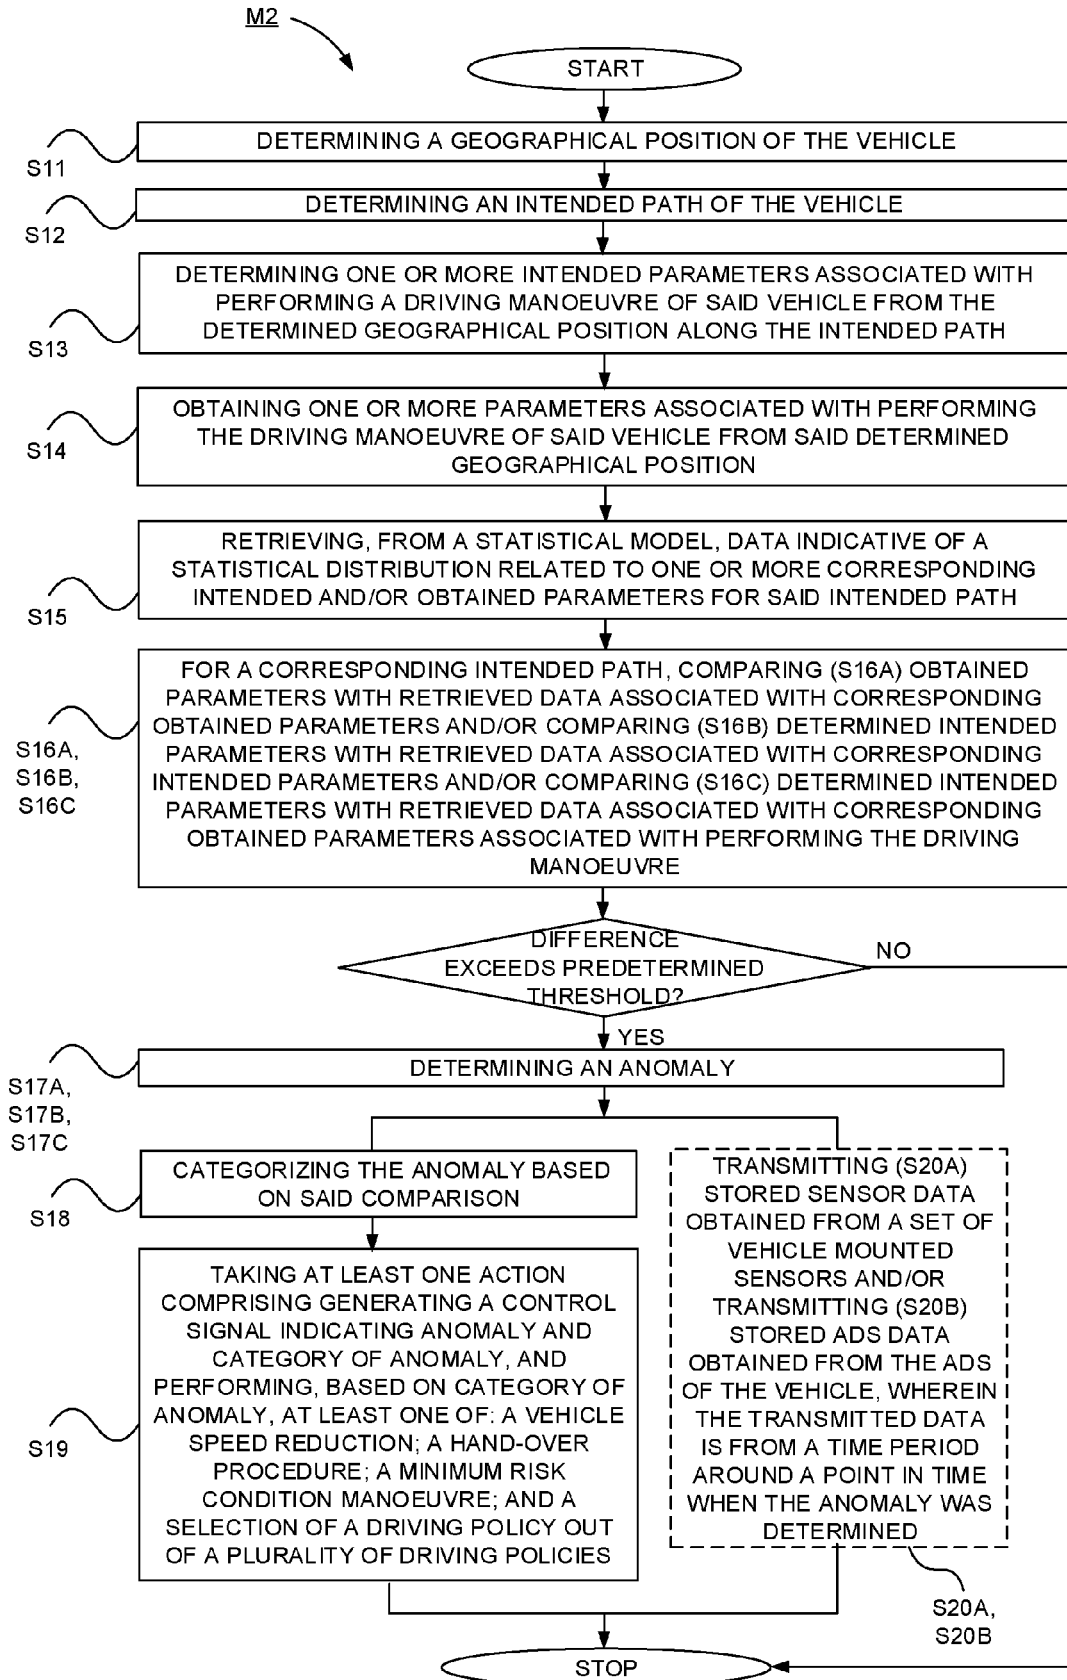 M2
START
DETERMINING A GEOGRAPHICAL POSITION OF THE VEHICLE
S11
DETERMINING AN INTENDED PATH OF THE VEHICLE
S12
DETERMINING ONE OR MORE INTENDED PARAMETERS ASSOCIATED WITH
PERFORMING A DRIVING MANOEUVRE OF SAID VEHICLE FROM THE
DETERMINED GEOGRAPHICAL POSITION ALONG THE INTENDED PATH
S13
OBTAINING ONE OR MORE PARAMETERS ASSOCIATED WITH PERFORMING
THE DRIVING MANOEUVRE OF SAID VEHICLE FROM SAID DETERMINED
GEOGRAPHICAL POSITION
S14
RETRIEVING, FROM A STATISTICAL MODEL, DATA INDICATIVE OF A
STATISTICAL DISTRIBUTION RELATED TO ONE OR MORE CORRESPONDING
INTENDED AND/OR OBTAINED PARAMETERS FOR SAID INTENDED PATH
S15
FOR A CORRESPONDING INTENDED PATH, COMPARING (S16A) OBTAINED
PARAMETERS WITH RETRIEVED DATA ASSOCIATED WITH CORRESPONDING
OBTAINED PARAMETERS AND/OR COMPARING (S16B) DETERMINED INTENDED
PARAMETERS WITH RETRIEVED DATA ASSOCIATED WITH CORRESPONDING
INTENDED PARAMETERS AND/OR COMPARING (S16C) DETERMINED INTENDED
PARAMETERS WITH RETRIEVED DATA ASSOCIATED WITH CORRESPONDING
OBTAINED PARAMETERS ASSOCIATED WITH PERFORMING THE DRIVING
MANOEUVRE
S16A,
S16B,
S16C
DIFFERENCE
EXCEEDS PREDETERMINED
THRESHOLD?
NO
YES
DETERMINING AN ANOMALY
S17A,
S17B,
S17C
CATEGORIZING THE ANOMALY BASED
ON SAID COMPARISON
S18
TAKING AT LEAST ONE ACTION
COMPRISING GENERATING A CONTROL
SIGNAL INDICATING ANOMALY AND
CATEGORY OF ANOMALY, AND
PERFORMING, BASED ON CATEGORY OF
ANOMALY, AT LEAST ONE OF: A VEHICLE
SPEED REDUCTION; A HAND-OVER
PROCEDURE; A MINIMUM RISK
CONDITION MANOEUVRE; AND A
SELECTION OF A DRIVING POLICY OUT
OF A PLURALITY OF DRIVING POLICIES
S19
TRANSMITTING (S20A)
STORED SENSOR DATA
OBTAINED FROM A SET OF
VEHICLE MOUNTED
SENSORS AND/OR
TRANSMITTING (S20B)
STORED ADS DATA
OBTAINED FROM THE ADS
OF THE VEHICLE, WHEREIN
THE TRANSMITTED DATA
IS FROM A TIME PERIOD
AROUND A POINT IN TIME
WHEN THE ANOMALY WAS
DETERMINED
S20A,
S20B
STOP